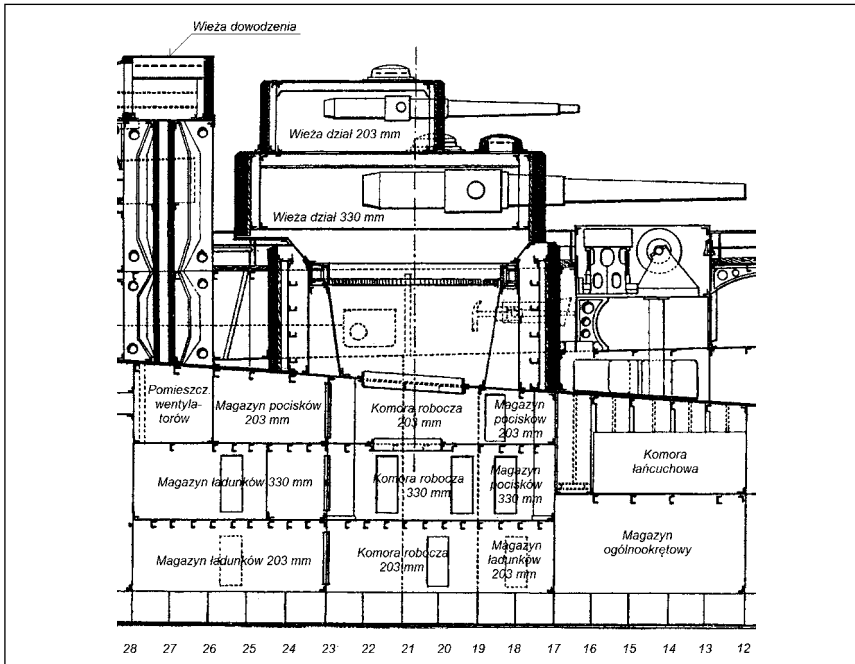 Wieża dowodzenia
Wieża dział 203 mm
Wieża dział 330 mm
Pomieszcz.
wentyla-
torów
Magazyn pocisków
203 mm
Komora robocza
203 mm
Magazyn
pocisków
203 mm
Magazyn ładunków 330 mm
Komora robocza
330 mm
Magazyn
pocisków
330 mm
Komora
łańcuchowa
Magazyn ładunków 203 mm
Komora robocza
203 mm
Magazyn
ładunków
203 mm
Magazyn
ogólnookrętowy
28 27 26 25 24 23 22 21 20 19 18 17 16 15 14 13 12